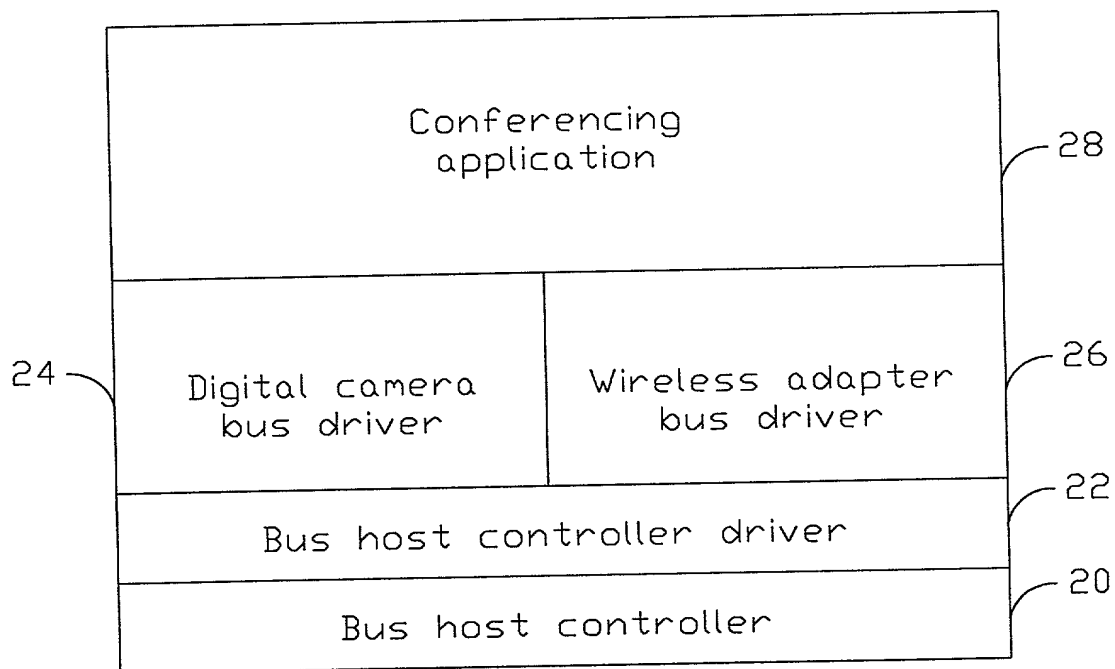 Conferencing
application
28
24
Digital camera
bus driver
Wireless adapter
bus driver
26
22
Bus host controller driver
20
Bus host controller